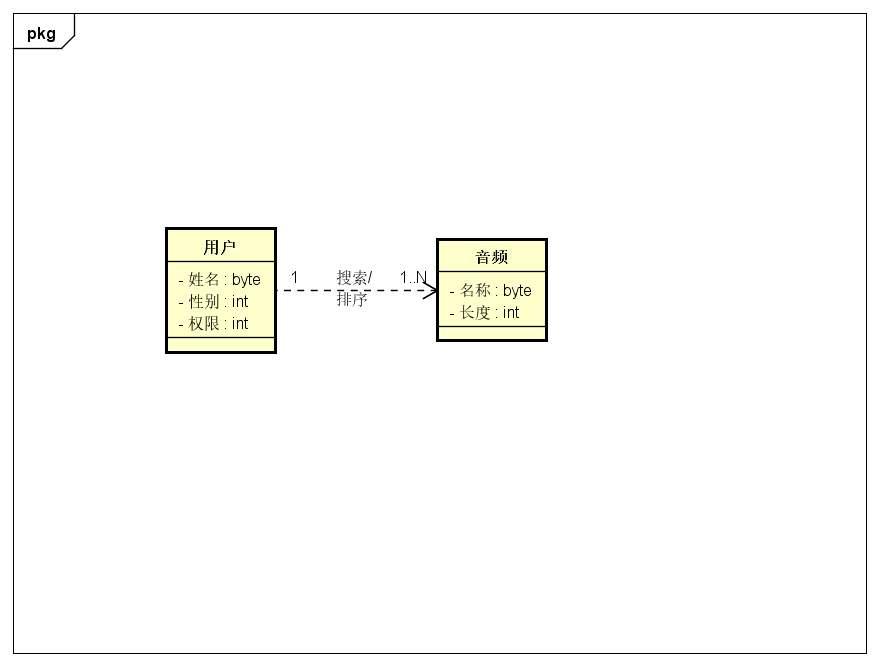 pkg
用户
- 姓名 : byte
- 性别 : int
- 权限 : int
1
搜索/
排序
1..N
音频
- 名称 : byte
- 长度 : int